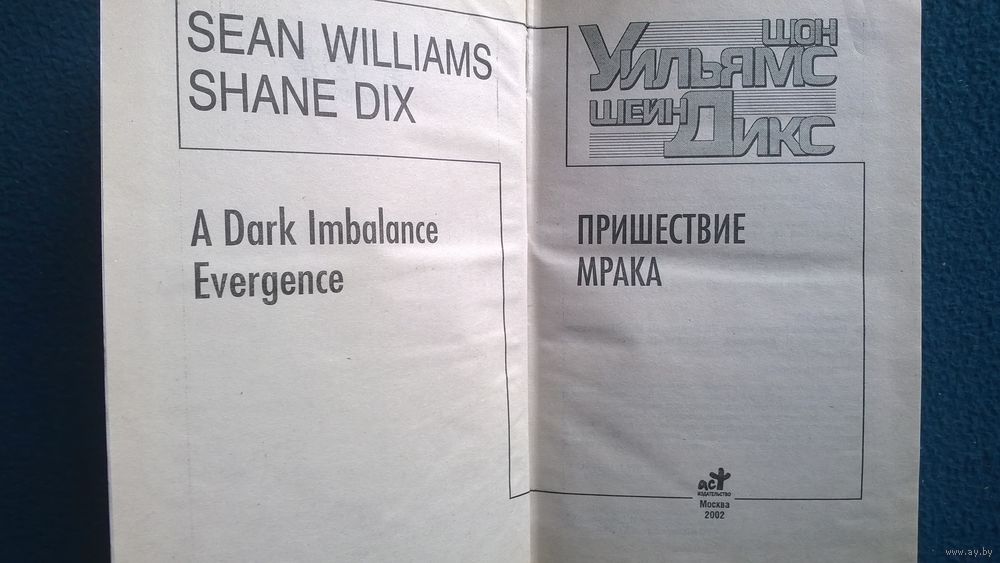 SEAN WILLIAMS
SHANE DIX
A Dark Imbalance
Evergence
ШОН
УИЛЬЯМС
ШЕЙН ДИКС
ПРИШЕСТВИЕ
МРАКА
аст
ИЗДАТЕЛЬСТВО
Москва
2002
www.ay.by